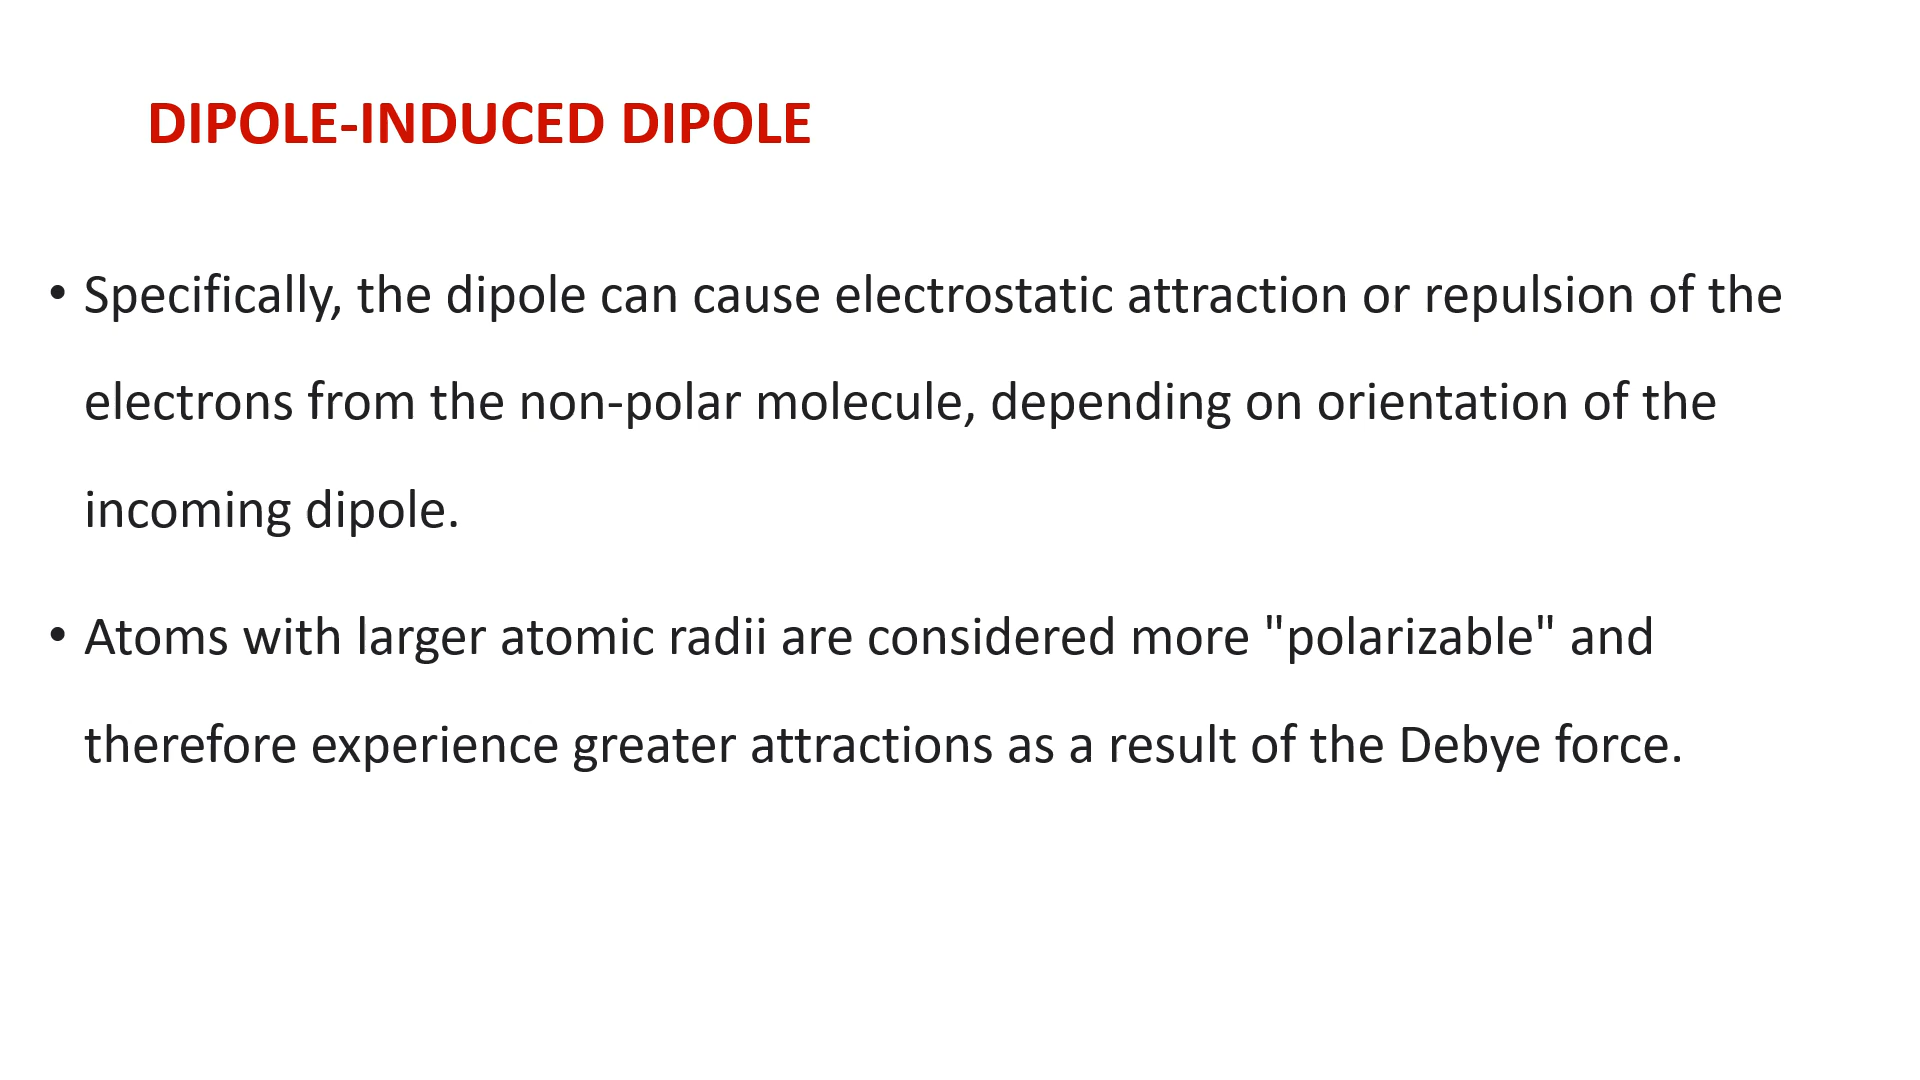 DIPOLE-INDUCED DIPOLE
• Specifically, the dipole can cause electrostatic attraction or repulsion of the
electrons from the non-polar molecule, depending on orientation of the
incoming dipole.
• Atoms with larger atomic radii are considered more "polarizable" and
therefore experience greater attractions as a result of the Debye force.